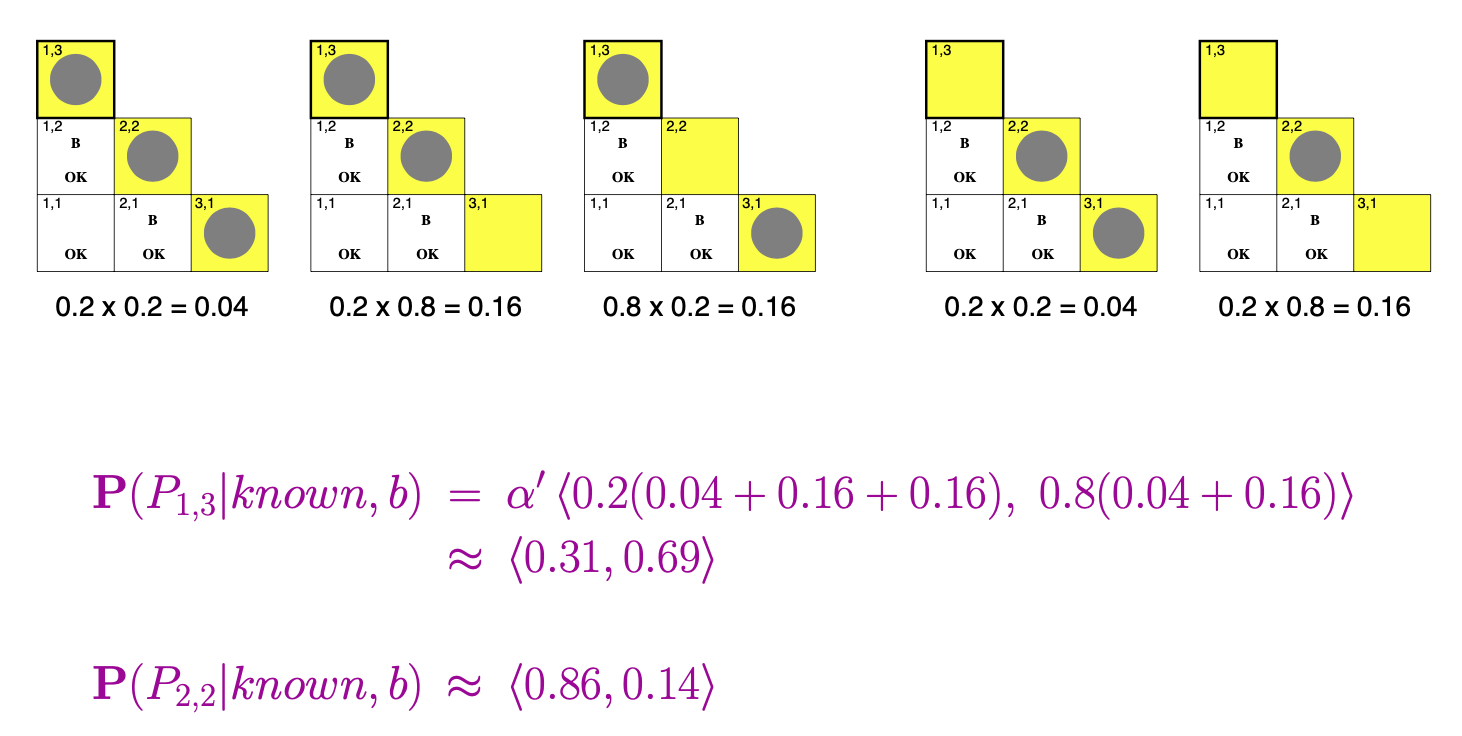 1,3 1,3 1,3 1,3 1,3
1,2 2,2 1,2 2,2 1,2 2,2 1,2 2,2 1,2 2,2
B B B B B
OK OK OK OK OK
1,1 2,1 3,1 1,1 2,1 3,1 1,1 2,1 3,1 1,1 2,1 3,1 1,1 2,1 3,1
B B B B B
OK OK OK OK OK OK OK OK OK OK
0.2 x 0.2 = 0.04 0.2 x 0.8 = 0.16 0.8 x 0.2 = 0.16 0.2 x 0.2 = 0.04 0.2 x 0.8 = 0.16
P(P₁,₃|known, b) = α′ ⟨0.2(0.04 + 0.16 + 0.16), 0.8(0.04 + 0.16)⟩
≈ ⟨0.31, 0.69⟩
P(P₂,₂|known, b) ≈ ⟨0.86, 0.14⟩